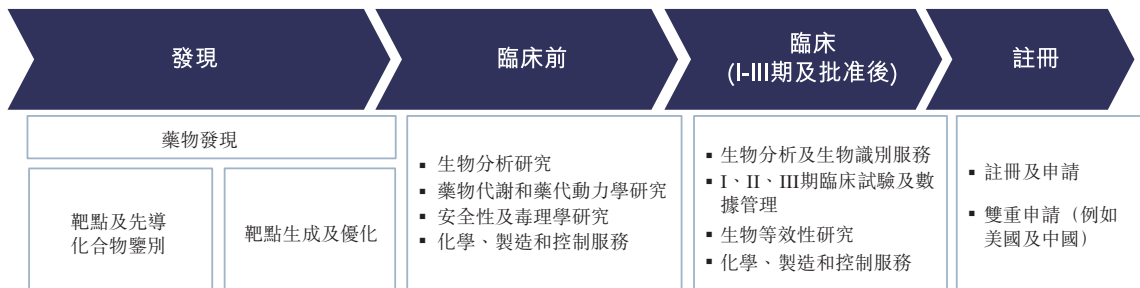 發現
臨床前
臨床
(I-III期及批准後)
註冊
藥物發現
靶點及先導
化合物鑒別
靶點生成及優化
▪ 生物分析研究
▪ 藥物代謝和藥代動力學研究
▪ 安全性及毒理學研究
▪ 化學、製造和控制服務
▪ 生物分析及生物識別服務
▪ I、II、III期臨床試驗及數
據管理
▪ 生物等效性研究
▪ 化學、製造和控制服務
▪ 註冊及申請
▪ 雙重申請（例如
美國及中國）